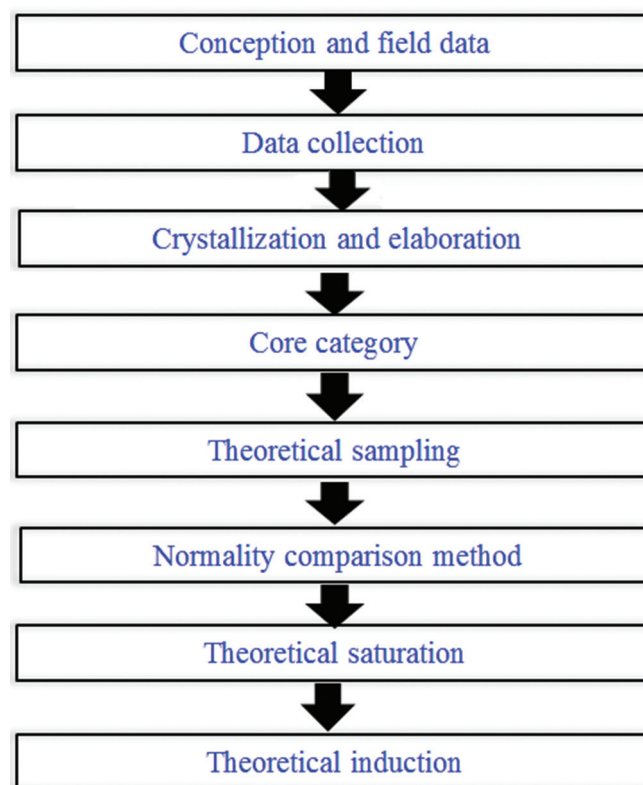 Conception and field data
Data collection
Crystallization and elaboration
Core category
Theoretical sampling
Normality comparison method
Theoretical saturation
Theoretical induction